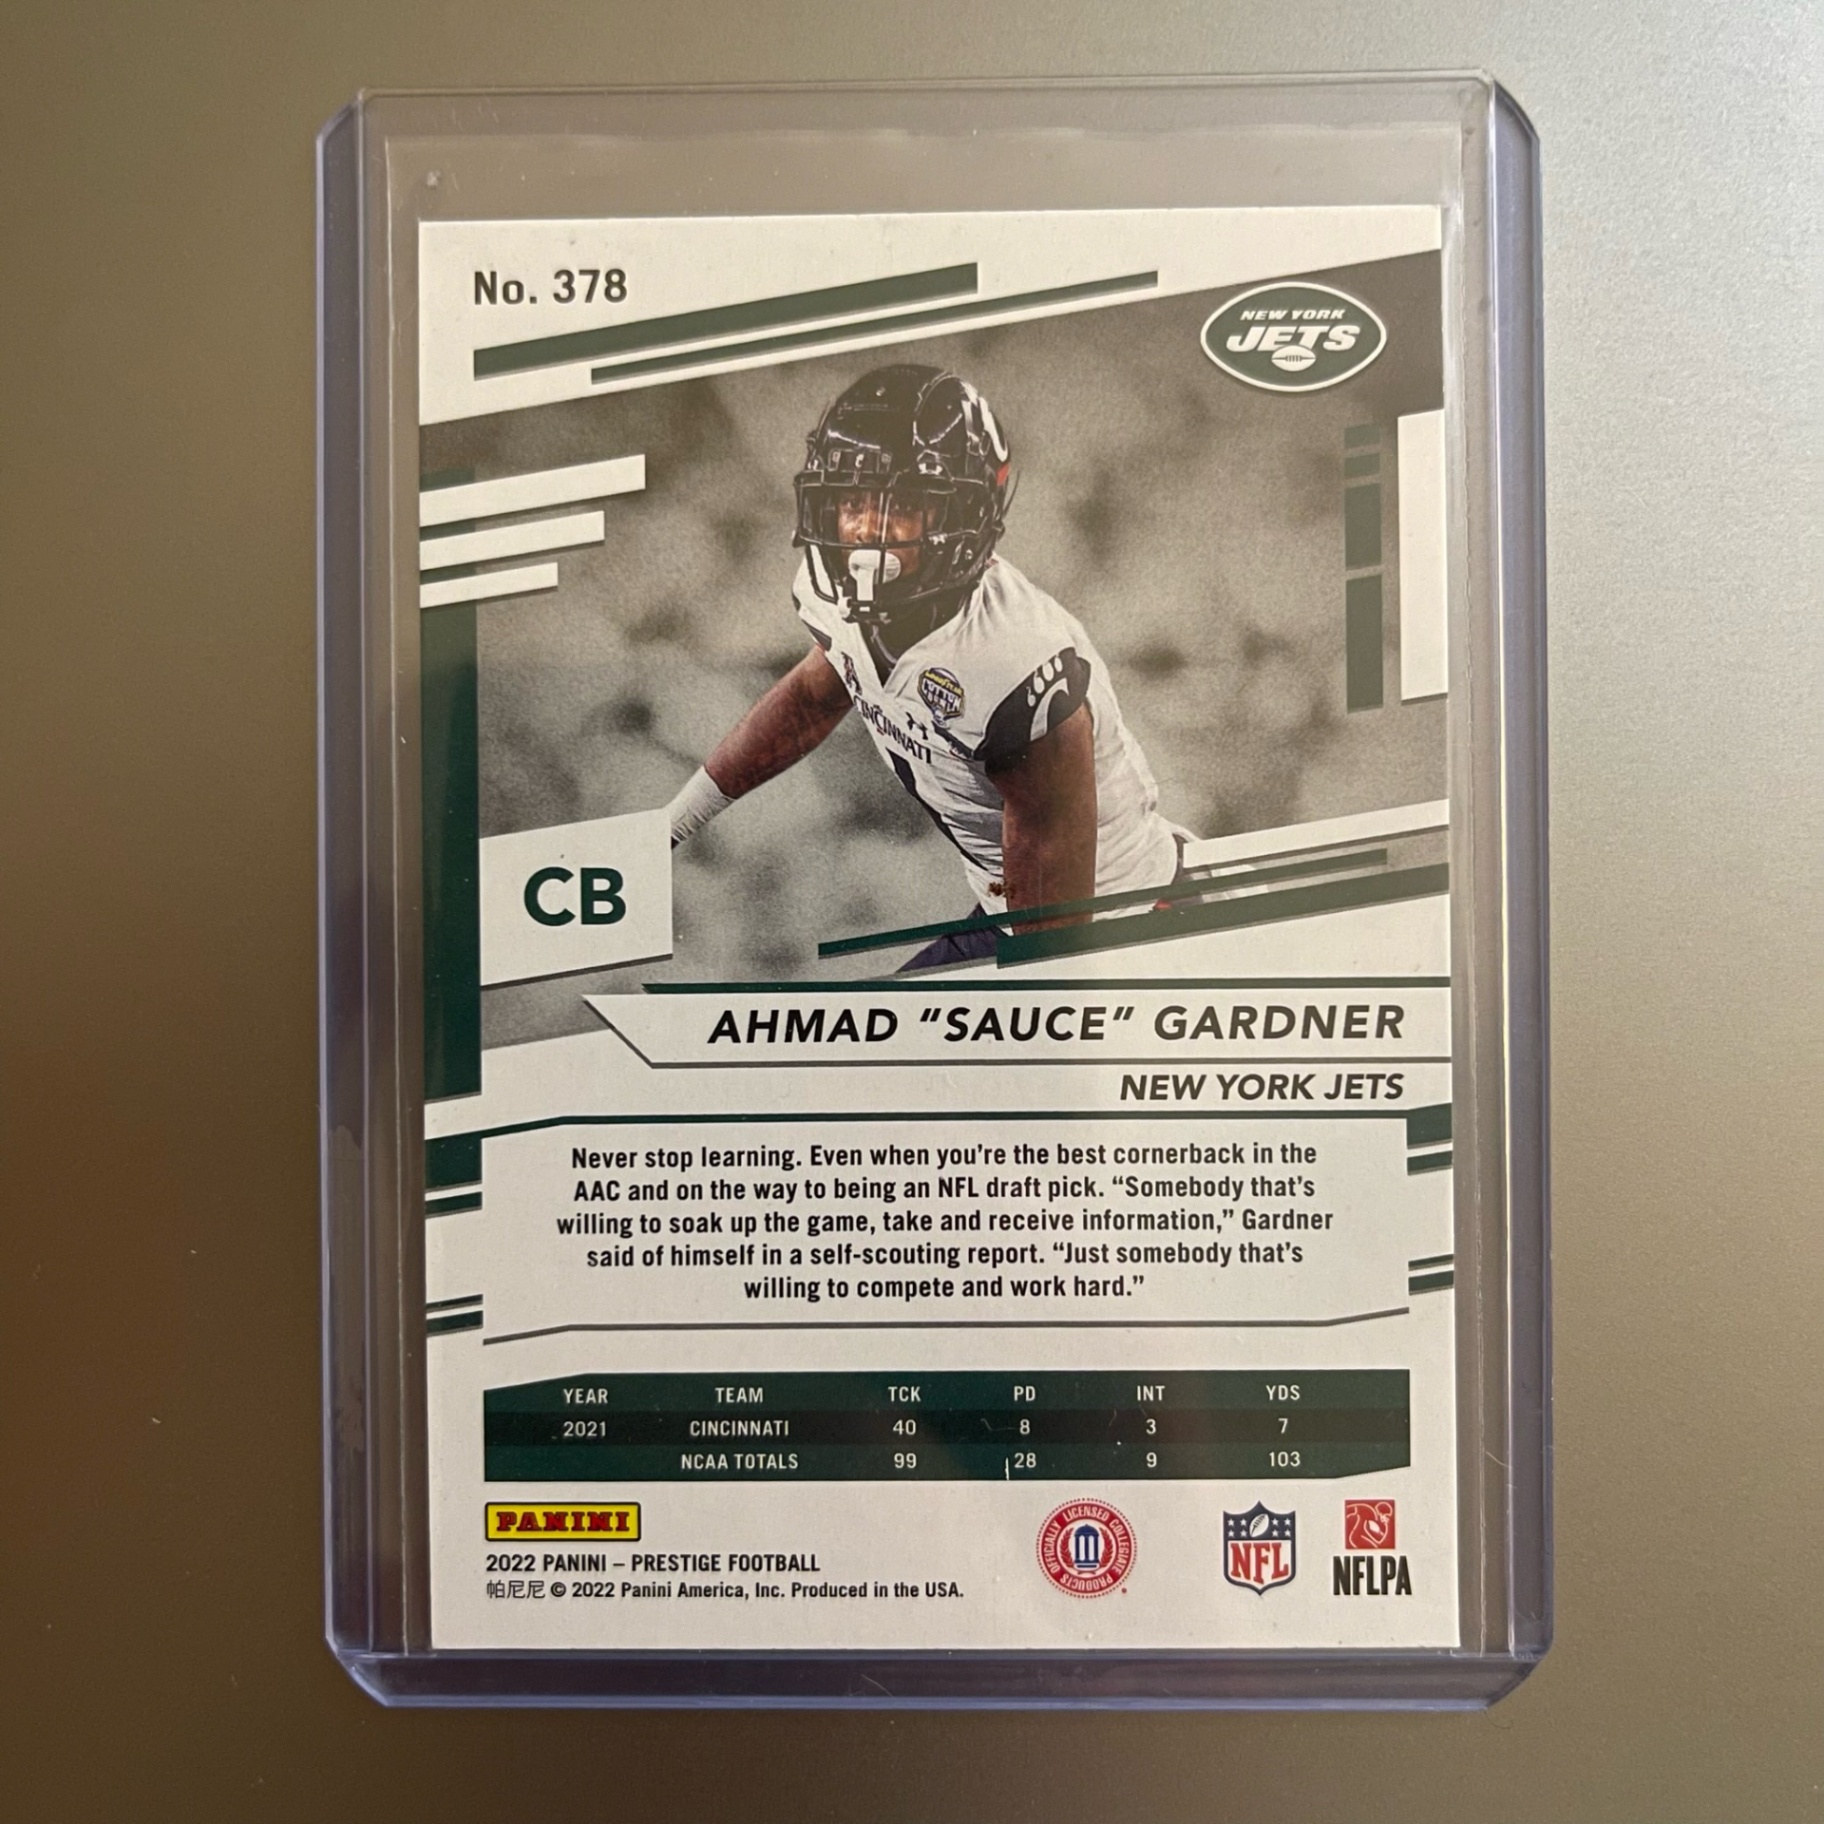 No. 378
NEW YORK
JETS
CINCINNATI
CB
AHMAD “SAUCE” GARDNER
NEW YORK JETS
Never stop learning. Even when you’re the best cornerback in the
AAC and on the way to being an NFL draft pick. “Somebody that’s
willing to soak up the game, take and receive information,” Gardner
said of himself in a self-scouting report. “Just somebody that’s
willing to compete and work hard.”
YEAR TEAM TCK PD INT YDS
2021 CINCINNATI 40 8 3 7
NCAA TOTALS 99 28 9 103
PANINI
OFFICIALLY LICENSED COLLEGIATE PRODUCTS
NFL
NFLPA
2022 PANINI – PRESTIGE FOOTBALL
帕尼尼 © 2022 Panini America, Inc. Produced in the USA.